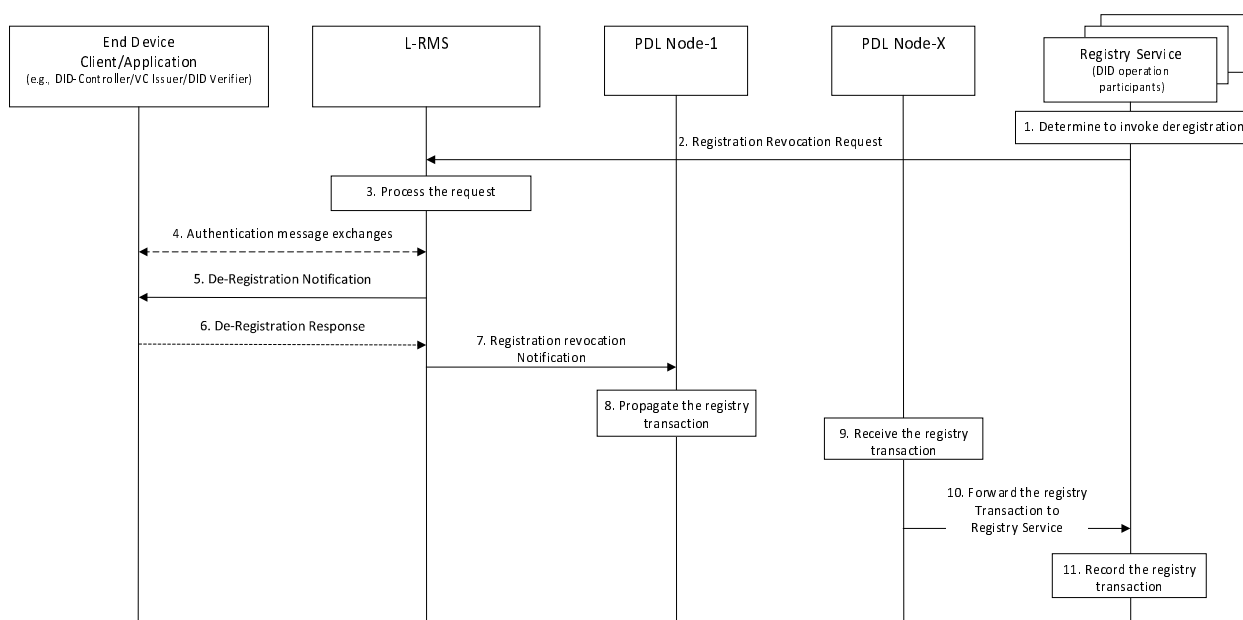 End Device
Client/Application
(e.g., DID-Controller/VC Issuer/DID Verifier)
L-RMS
PDL Node-1
PDL Node-X
Registry Service
(DID operation
participants)
1. Determine to invoke deregistration
2. Registration Revocation Request
3. Process the request
4. Authentication message exchanges
5. De-Registration Notification
6. De-Registration Response
7. Registration revocation
Notification
8. Propagate the registry
transaction
9. Receive the registry
transaction
10. Forward the registry
Transaction to
Registry Service
11. Record the registry
transaction